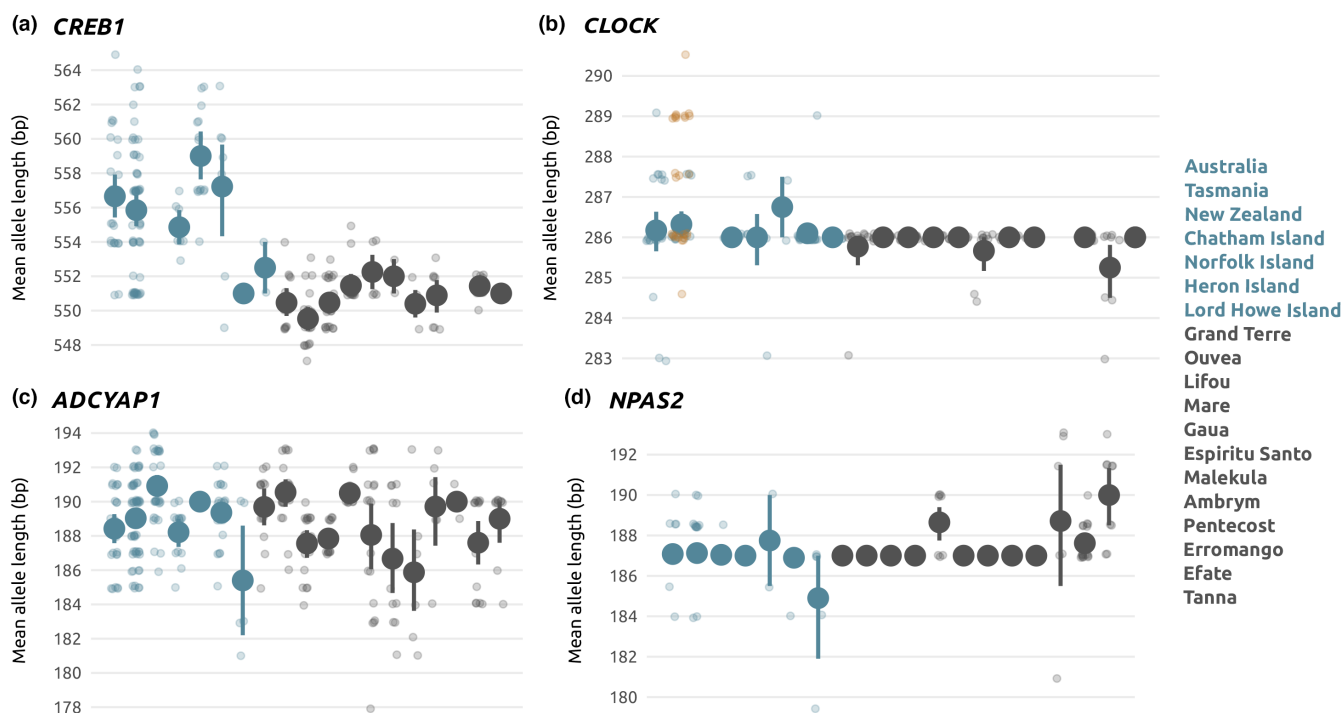 (a) CREB1
Mean allele length (bp)
564
562
560
558
556
554
552
550
548
(b) CLOCK
Mean allele length (bp)
290
289
288
287
286
285
284
283
(c) ADCYAP1
Mean allele length (bp)
194
192
190
188
186
184
182
180
178
(d) NPAS2
Mean allele length (bp)
192
190
188
186
184
182
180
Australia
Tasmania
New Zealand
Chatham Island
Norfolk Island
Heron Island
Lord Howe Island
Grand Terre
Ouvea
Lifou
Mare
Gaua
Espiritu Santo
Malekula
Ambrym
Pentecost
Erromango
Efate
Tanna